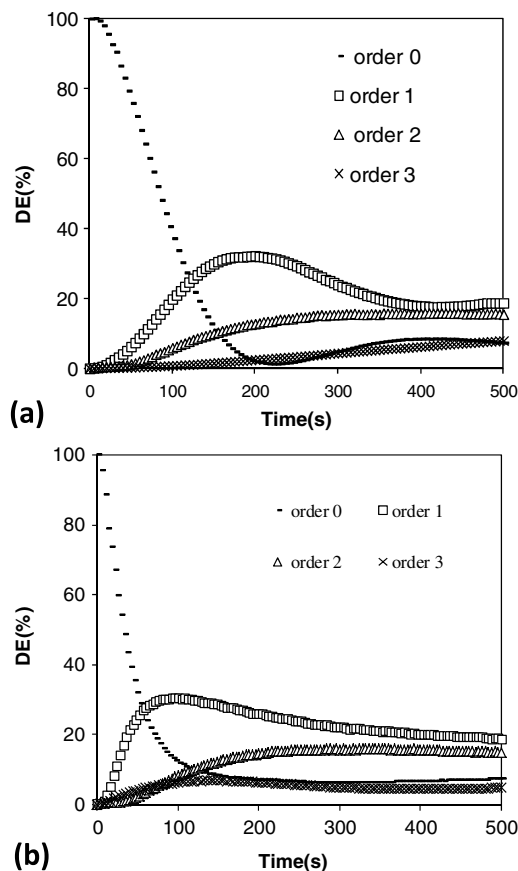 100
80
60
40
20
0
DE(%)
order 0
order 1
order 2
order 3
0 100 200 300 400 500
Time(s)
(a)
100
80
60
40
20
0
DE(%)
order 0 order 1
order 2 order 3
0 100 200 300 400 500
Time(s)
(b)